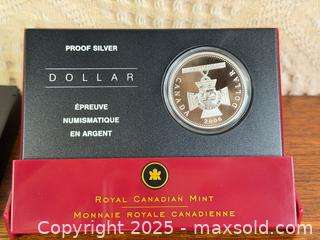 PROOF SILVER
DOLLAR
ÉPREUVE
NUMISMATIQUE
EN ARGENT
CANADA
DOLLAR
2006
ROYAL CANADIAN MINT
MONNAIE ROYALE CANADIENNE
Copyright 2025 - maxsold.com